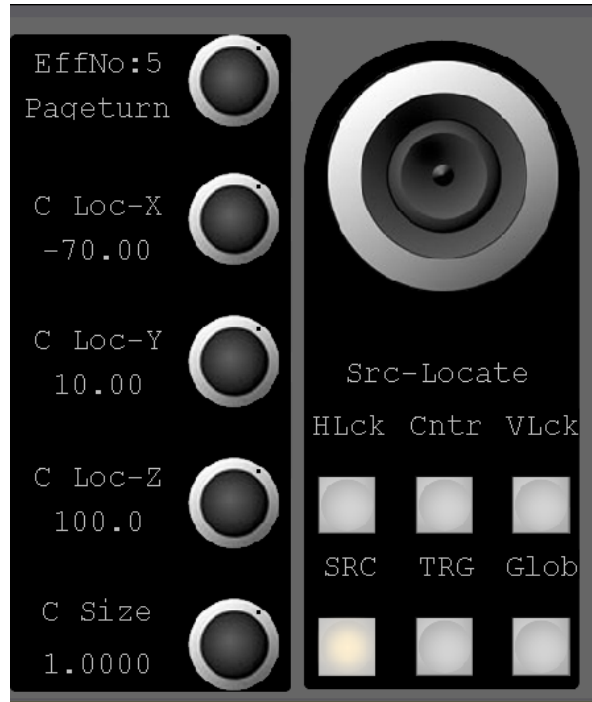 EffNo:5
Pageturn
C Loc-X
-70.00
C Loc-Y
10.00
C Loc-Z
100.0
C Size
1.0000
Src-Locate
HLck Cntr VLck
SRC TRG Glob